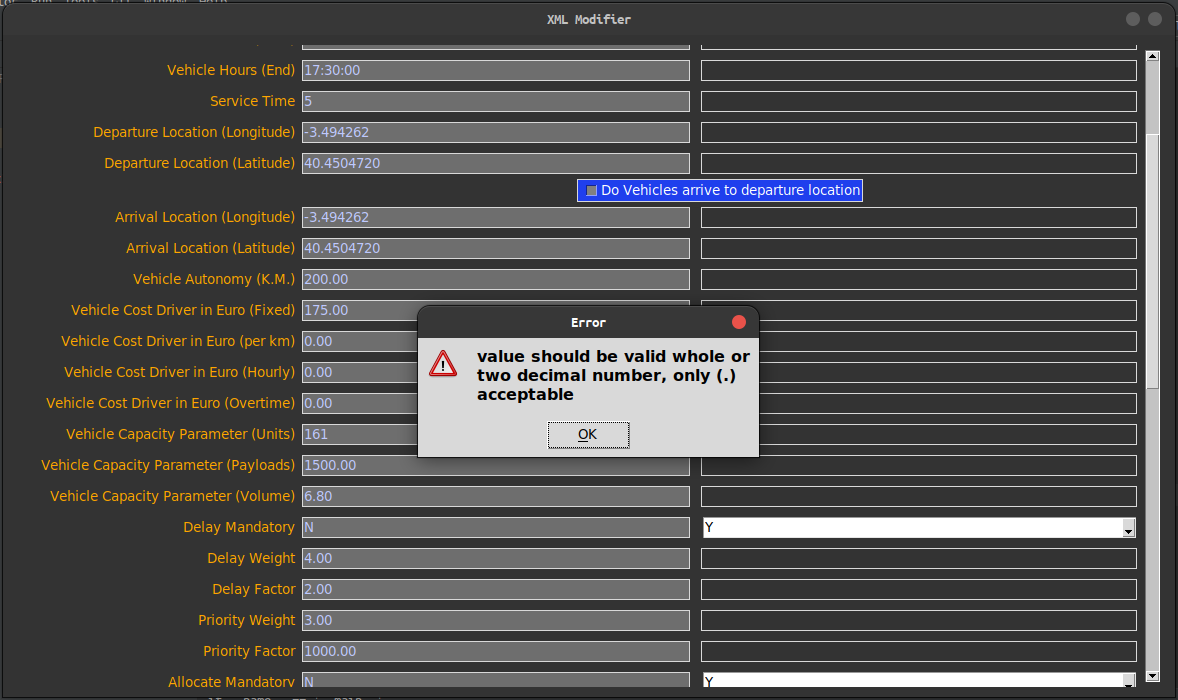 XML Modifier
Vehicle Hours (End) 17:30:00
Service Time 5
Departure Location (Longitude) -3.494262
Departure Location (Latitude) 40.4504720
Do Vehicles arrive to departure location
Arrival Location (Longitude) -3.494262
Arrival Location (Latitude) 40.4504720
Vehicle Autonomy (K.M.) 200.00
Vehicle Cost Driver in Euro (Fixed) 175.00
Vehicle Cost Driver in Euro (per km) 0.00
Vehicle Cost Driver in Euro (Hourly) 0.00
Vehicle Cost Driver in Euro (Overtime) 0.00
Vehicle Capacity Parameter (Units) 161
Vehicle Capacity Parameter (Payloads) 1500.00
Vehicle Capacity Parameter (Volume) 6.80
Delay Mandatory N Y
Delay Weight 4.00
Delay Factor 2.00
Priority Weight 3.00
Priority Factor 1000.00
Allocate Mandatory N Y
Error
value should be valid whole or
two decimal number, only (.)
acceptable
OK